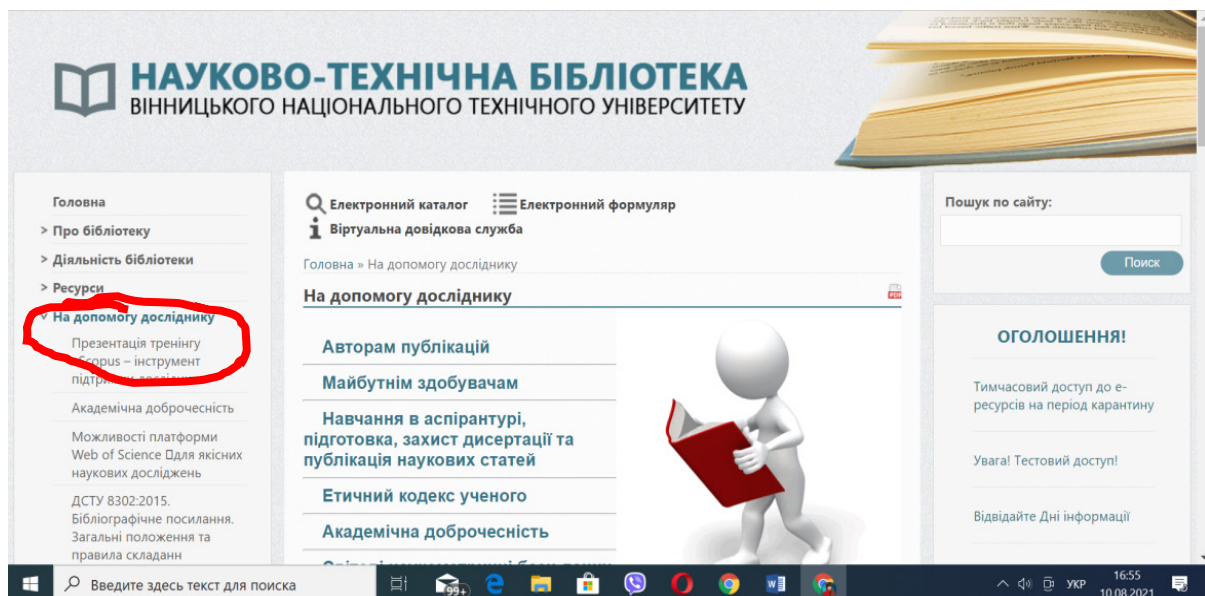 НАУКОВО-ТЕХНІЧНА БІБЛІОТЕКА
ВІННИЦЬКОГО НАЦІОНАЛЬНОГО ТЕХНІЧНОГО УНІВЕРСИТЕТУ
Головна
> Про бібліотеку
> Діяльність бібліотеки
> Ресурси
˅ На допомогу досліднику
Презентація тренінгу
Scopus – інструмент
Академічна доброчесність
Можливості платформи
Web of Science для якісних
наукових досліджень
ДСТУ 8302:2015.
Бібліографічне посилання.
Загальні положення та
правила складанн
Електронний каталог
Електронний формуляр
Віртуальна довідкова служба
Головна » На допомогу досліднику
На допомогу досліднику
PDF
Авторам публікацій
Майбутнім здобувачам
Навчання в аспірантурі,
підготовка, захист дисертації та
публікація наукових статей
Етичний кодекс ученого
Академічна доброчесність
Пошук по сайту:
Поиск
ОГОЛОШЕННЯ!
Тимчасовий доступ до е-
ресурсів на період карантину
Увага! Тестовий доступ!
Відвідайте Дні інформації
Введите здесь текст для поиска
99+
УКР
16:55
10.08.2021